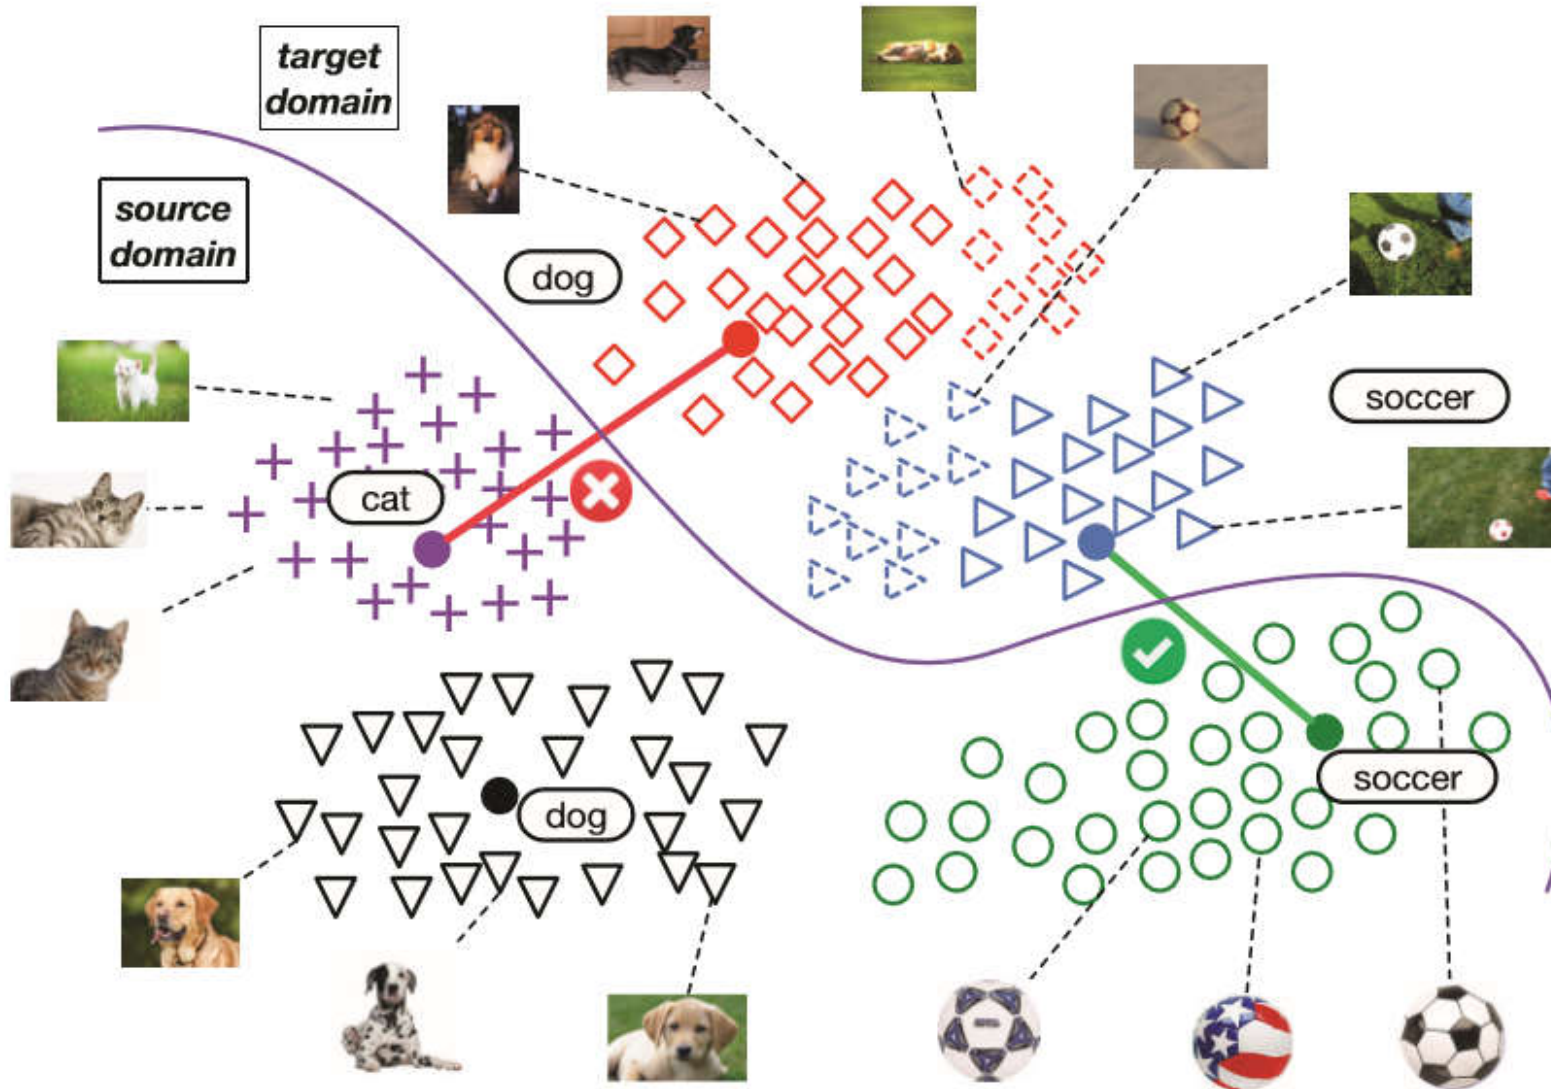 target
domain
source
domain
dog
soccer
cat
soccer
dog